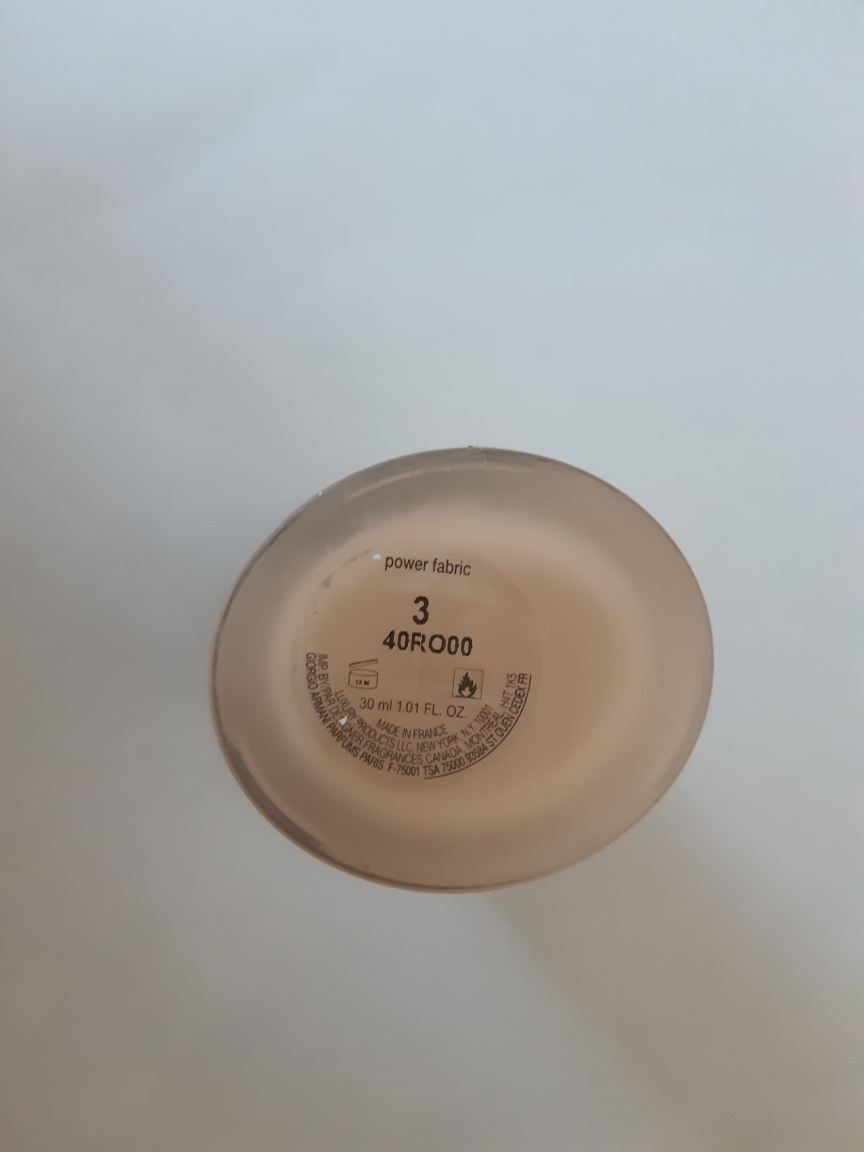 power fabric
3
40RO00
12 M
30 ml 1.01 FL. OZ.
MADE IN FRANCE
LUXURY PRODUCTS LLC, NEW YORK, N.Y. 10001
IMP BY/PAR DESIGNER FRAGRANCES CANADA, MONTREAL, H4T 1K5
GIORGIO ARMANI PARFUMS PARIS F-75001 TSA 75000 93584 ST OUEN CEDEX FR